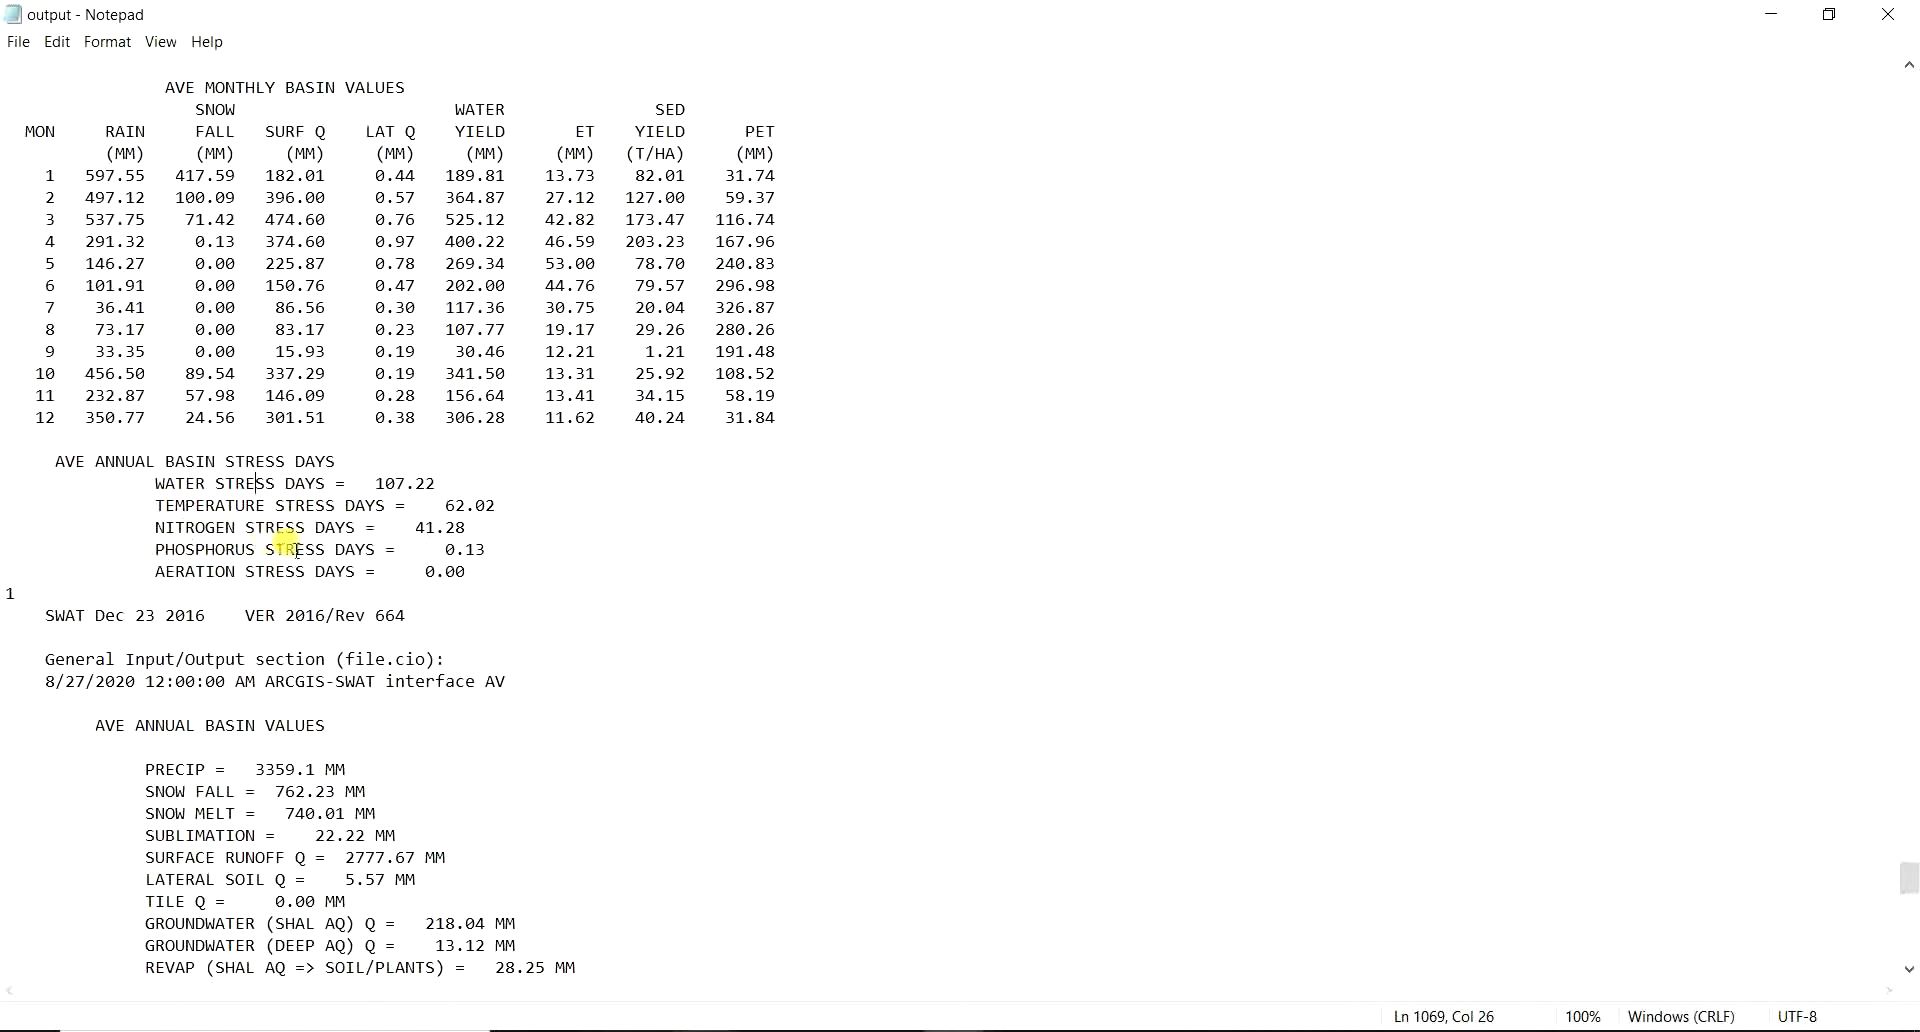 output - Notepad
File Edit Format View Help
AVE MONTHLY BASIN VALUES
SNOW WATER SED
MON RAIN FALL SURF Q LAT Q YIELD ET YIELD PET
(MM) (MM) (MM) (MM) (MM) (MM) (T/HA) (MM)
1 597.55 417.59 182.01 0.44 189.81 13.73 82.01 31.74
2 497.12 100.09 396.00 0.57 364.87 27.12 127.00 59.37
3 537.75 71.42 474.60 0.76 525.12 42.82 173.47 116.74
4 291.32 0.13 374.60 0.97 400.22 46.59 203.23 167.96
5 146.27 0.00 225.87 0.78 269.34 53.00 78.70 240.83
6 101.91 0.00 150.76 0.47 202.00 44.76 79.57 296.98
7 36.41 0.00 86.56 0.30 117.36 30.75 20.04 326.87
8 73.17 0.00 83.17 0.23 107.77 19.17 29.26 280.26
9 33.35 0.00 15.93 0.19 30.46 12.21 1.21 191.48
10 456.50 89.54 337.29 0.19 341.50 13.31 25.92 108.52
11 232.87 57.98 146.09 0.28 156.64 13.41 34.15 58.19
12 350.77 24.56 301.51 0.38 306.28 11.62 40.24 31.84
AVE ANNUAL BASIN STRESS DAYS
WATER STRESS DAYS = 107.22
TEMPERATURE STRESS DAYS = 62.02
NITROGEN STRESS DAYS = 41.28
PHOSPHORUS STRESS DAYS = 0.13
AERATION STRESS DAYS = 0.00
1
SWAT Dec 23 2016 VER 2016/Rev 664
General Input/Output section (file.cio):
8/27/2020 12:00:00 AM ARCGIS-SWAT interface AV
AVE ANNUAL BASIN VALUES
PRECIP = 3359.1 MM
SNOW FALL = 762.23 MM
SNOW MELT = 740.01 MM
SUBLIMATION = 22.22 MM
SURFACE RUNOFF Q = 2777.67 MM
LATERAL SOIL Q = 5.57 MM
TILE Q = 0.00 MM
GROUNDWATER (SHAL AQ) Q = 218.04 MM
GROUNDWATER (DEEP AQ) Q = 13.12 MM
REVAP (SHAL AQ => SOIL/PLANTS) = 28.25 MM
Ln 1069, Col 26 100% Windows (CRLF) UTF-8